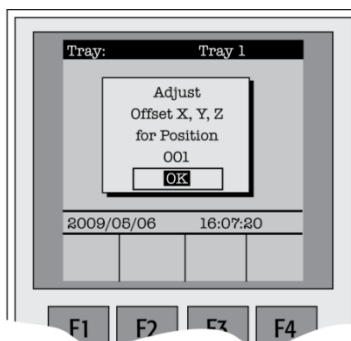 Tray: Tray 1
Adjust
Offset X, Y, Z
for Position
001
OK
2009/05/06 16:07:20
F1 F2 F3 F4